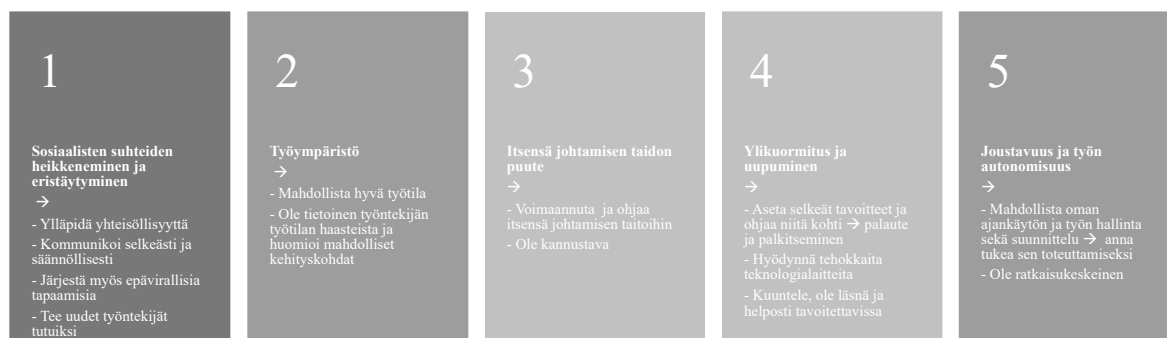 1
Sosiaalisten suhteiden
heikkeneminen ja
eristäytyminen
→
- Ylläpidä yhteisöllisyyttä
- Kommunikoi selkeästi ja
säännöllisesti
- Järjestä myös epävirallisia
tapaamisia
- Tee uudet työntekijät
tutuiksi
2
Työympäristö
→
- Mahdollista hyvä työtila
- Ole tietoinen työntekijän
työtilan haasteista ja
huomioi mahdolliset
kehityskohdat
3
Itsensä johtamisen taidon
puute
→
- Voimaannuta ja ohjaa
itsensä johtamisen taitoihin
- Ole kannustava
4
Ylikuormitus ja
uupuminen
→
- Aseta selkeät tavoitteet ja
ohjaa niitä kohti → palaute
ja palkitseminen
- Hyödynnä tehokkaita
teknologialaitteita
- Kuuntele, ole läsnä ja
helposti tavoitettavissa
5
Joustavuus ja työn
autonomisuus
→
- Mahdollista oman
ajankäytön ja työn hallinta
sekä suunnittelu → anna
tukea sen toteuttamiseksi
- Ole ratkaisukeskeinen